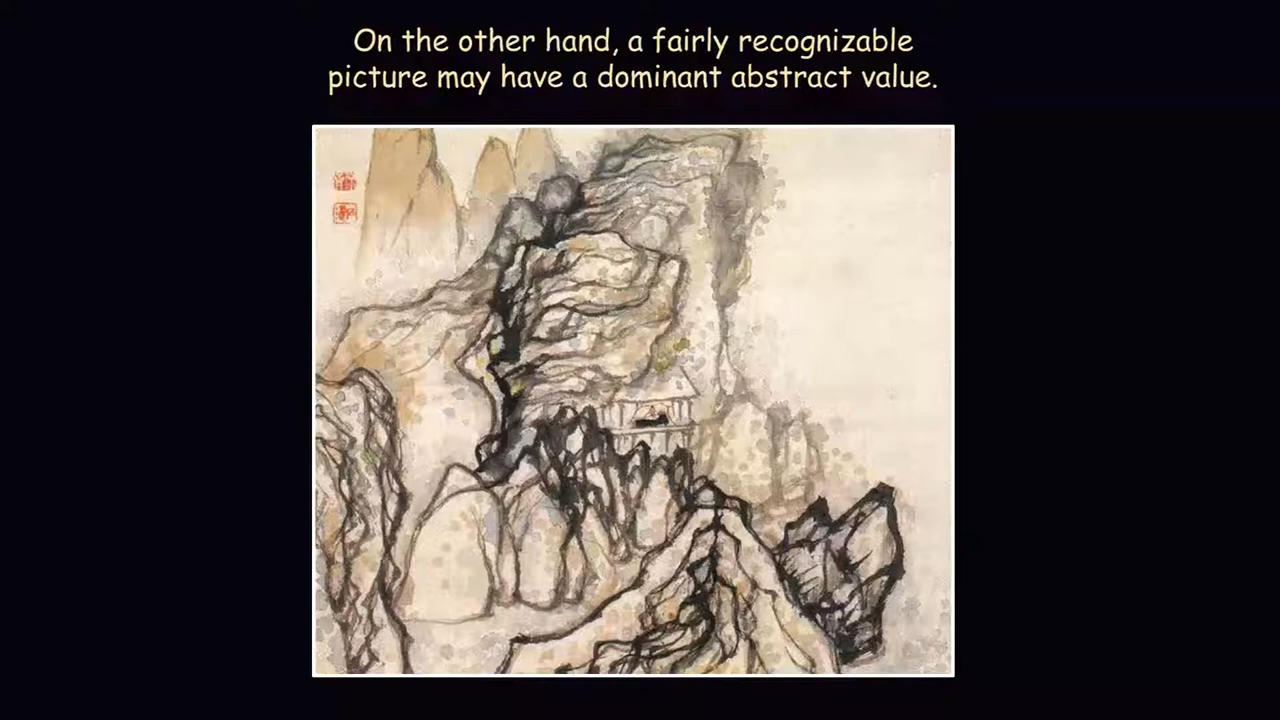 On the other hand, a fairly recognizable
picture may have a dominant abstract value.